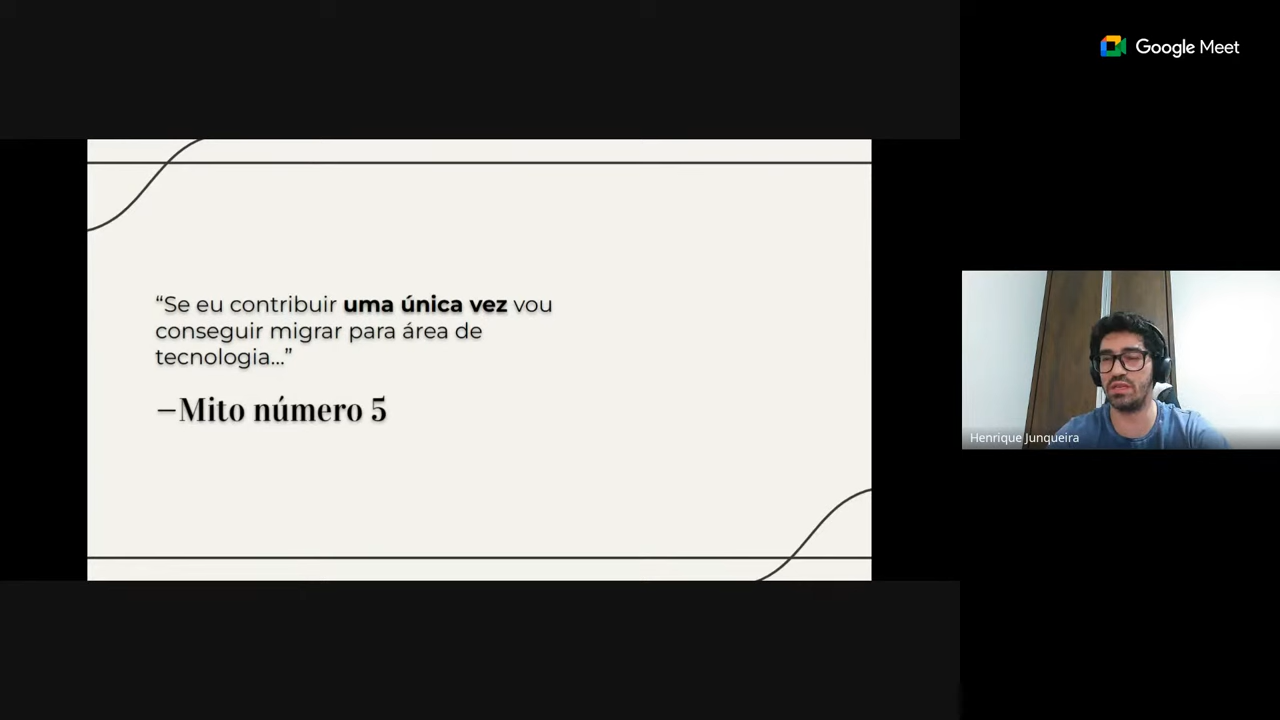 Google Meet
“Se eu contribuir uma única vez vou
conseguir migrar para área de
tecnologia...”
—Mito número 5
Henrique Junqueira